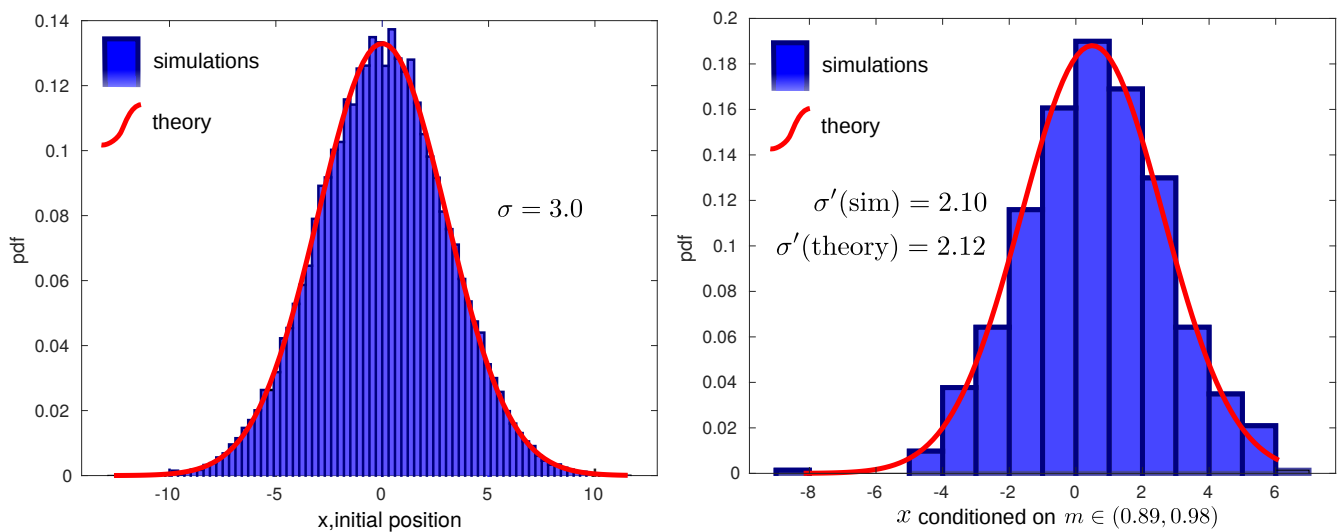 0.14
0.12
0.1
0.08
0.06
0.04
0.02
0
pdf
simulations
theory
σ = 3.0
-10
-5
0
5
10
x,initial position
0.2
0.18
0.16
0.14
0.12
0.1
0.08
0.06
0.04
0.02
0
pdf
simulations
theory
σ′(sim) = 2.10
σ′(theory) = 2.12
-8
-6
-4
-2
0
2
4
6
x conditioned on m ∈ (0.89, 0.98)